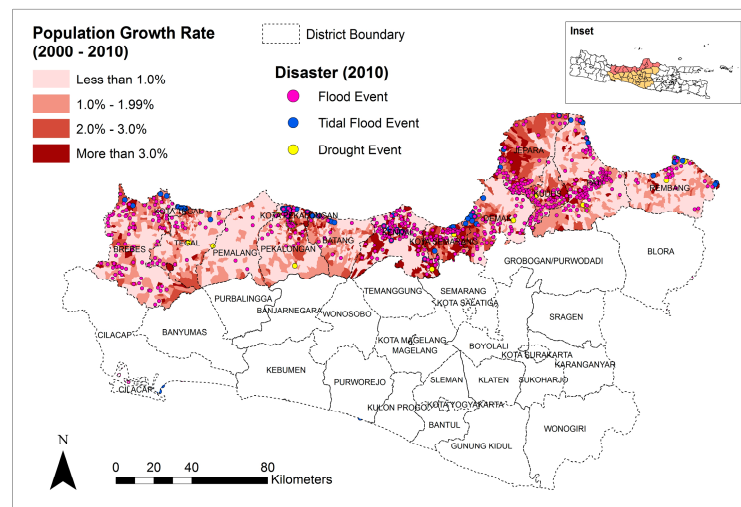 Population Growth Rate
(2000 - 2010)
Less than 1.0%
1.0% - 1.99%
2.0% - 3.0%
More than 3.0%
District Boundary
Disaster (2010)
Flood Event
Tidal Flood Event
Drought Event
Inset
JEPARA
KUDUS
PATI
REMBANG
DEMAK
KOTA TEGAL
KOTA PEKALONGAN
KENDAL
KOTA SEMARANG
BREBES
TEGAL
PEMALANG
PEKALONGAN
BATANG
BLORA
GROBOGAN/PURWODADI
PURBALINGGA
BANJARNEGARA
WONOSOBO
TEMANGGUNG
SEMARANG
KOTA SALATIGA
SRAGEN
CILACAP
BANYUMAS
KOTA MAGELANG
MAGELANG
BOYOLALI
KOTA SURAKARTA
KARANGANYAR
KEBUMEN
PURWOREJO
SLEMAN
KLATEN
SUKOHARJO
CILACAP
KULON PROGO
KOTA YOGYAKARTA
BANTUL
GUNUNG KIDUL
WONOGIRI
N
0 20 40 80
Kilometers